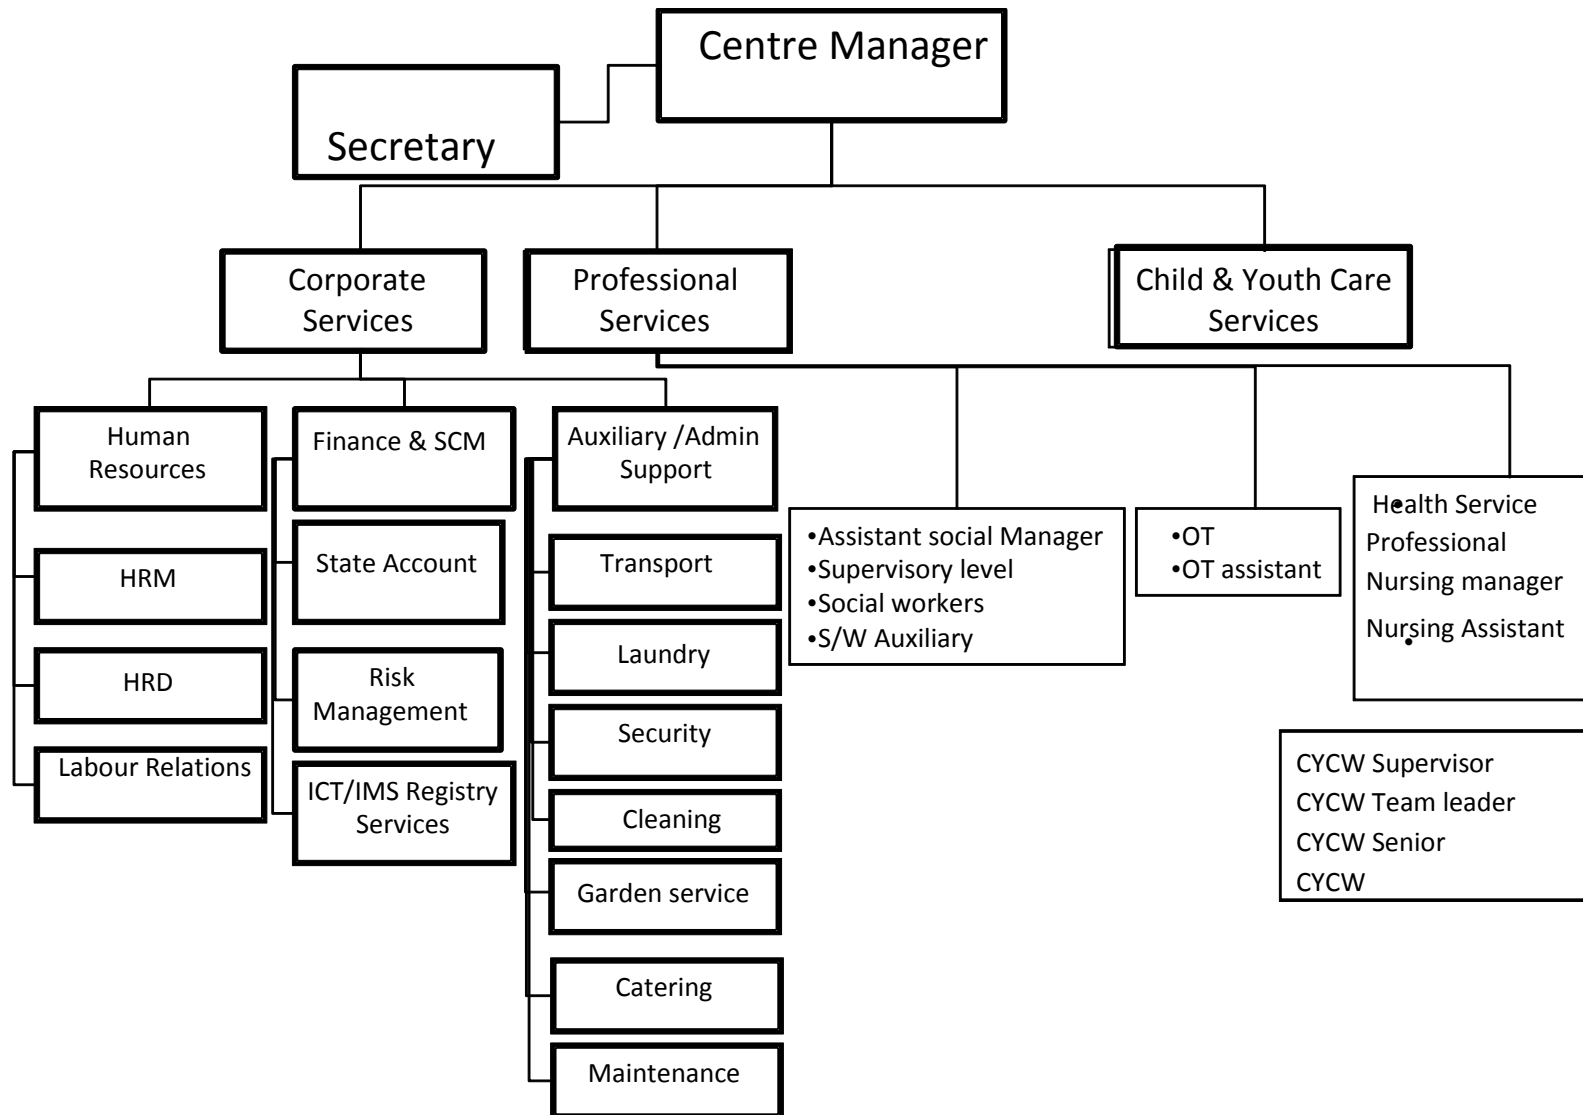 Centre Manager
Secretary
Corporate
Services
Professional
Services
Child & Youth Care
Services
Human
Resources
HRM
HRD
Labour Relations
Finance & SCM
State Account
Risk
Management
ICT/IMS Registry
Services
Auxiliary /Admin
Support
Transport
Laundry
Security
Cleaning
Garden service
Catering
Maintenance
•Assistant social Manager
•Supervisory level
•Social workers
•S/W Auxiliary
•OT
•OT assistant
Health Service
Professional
Nursing manager
Nursing Assistant
CYCW Supervisor
CYCW Team leader
CYCW Senior
CYCW